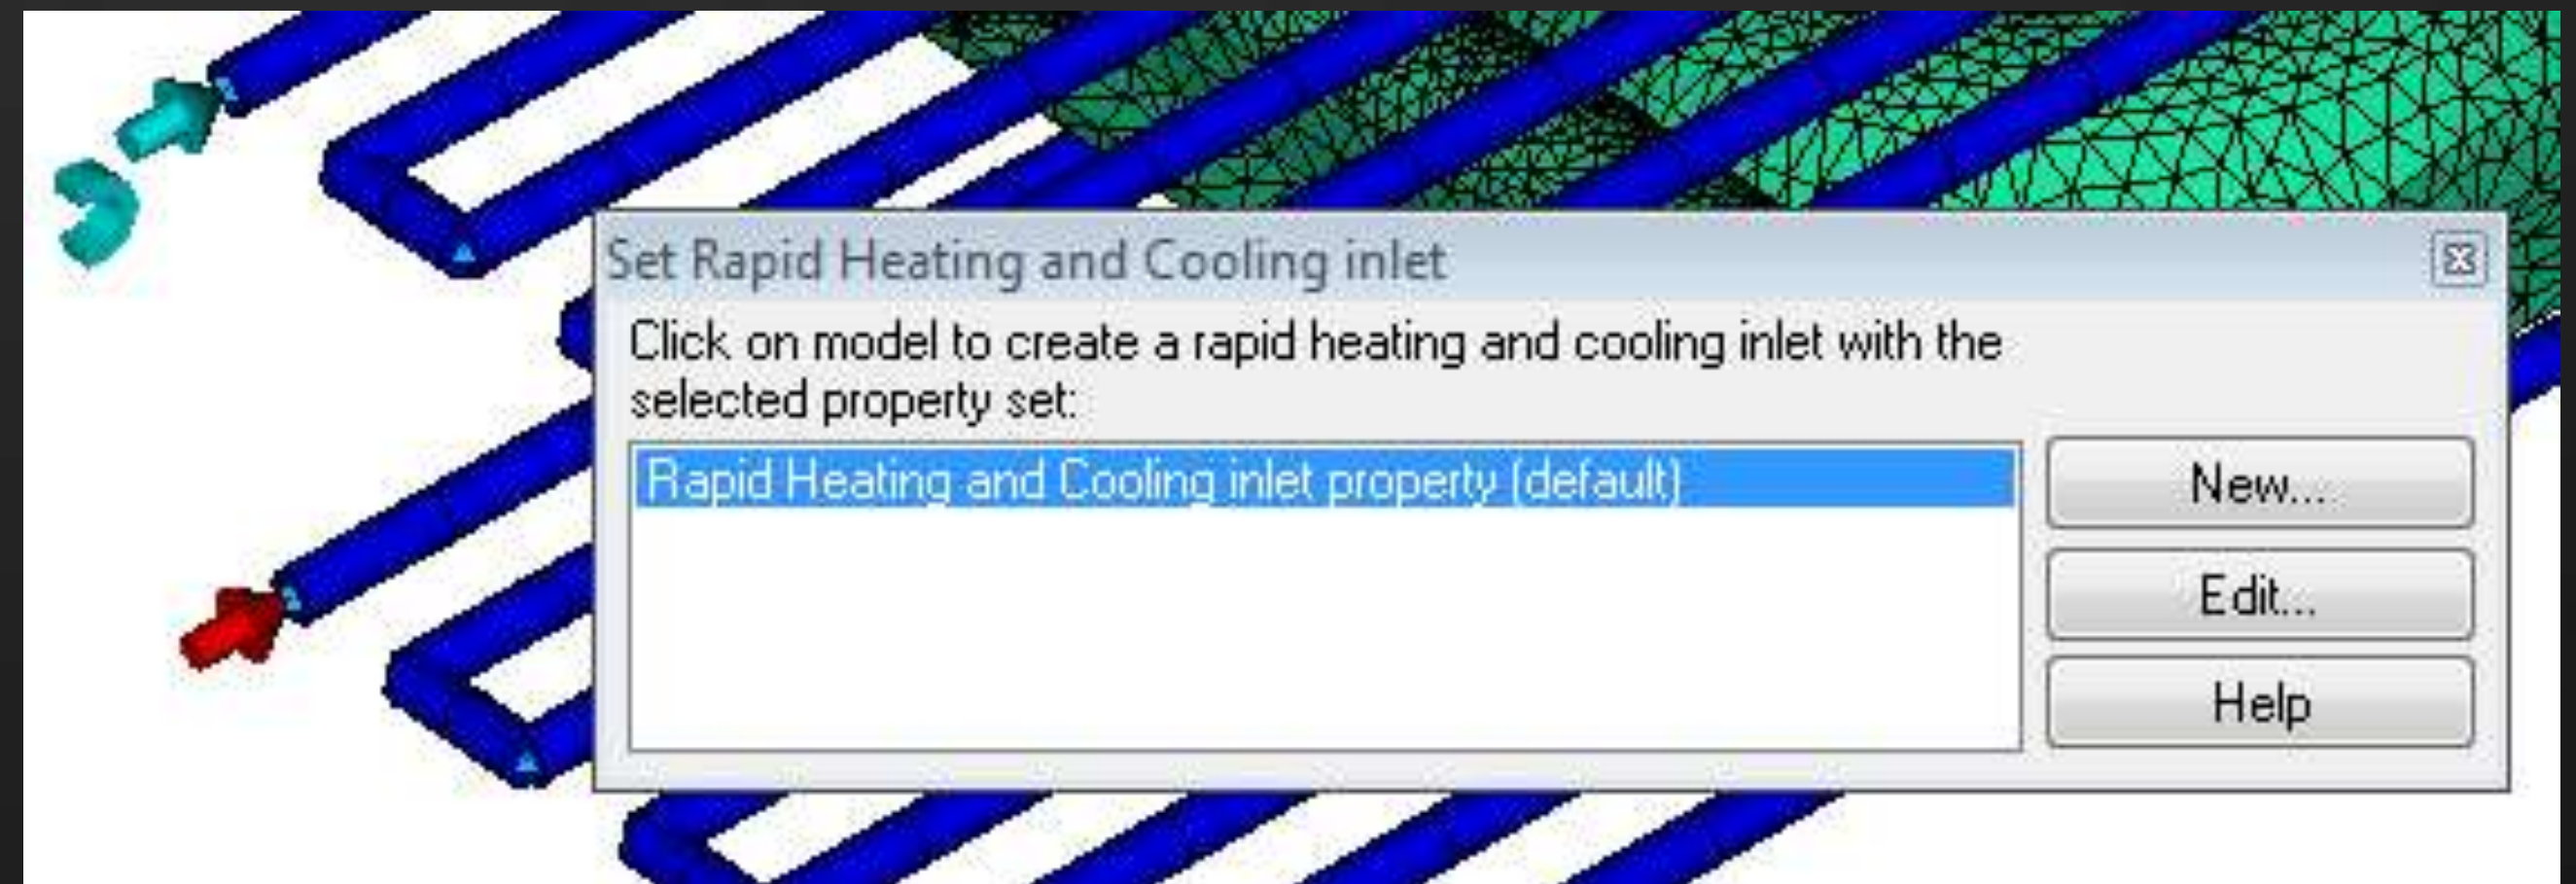 Set Rapid Heating and Cooling inlet
Click on model to create a rapid heating and cooling inlet with the
selected property set:
Rapid Heating and Cooling inlet property (default)
New...
Edit...
Help